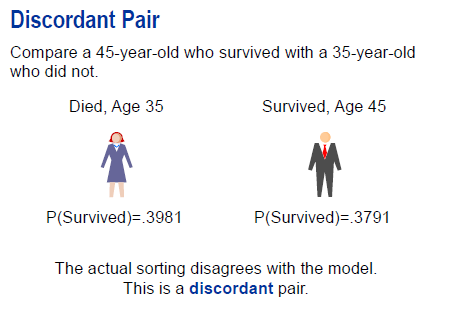 Discordant Pair
Compare a 45-year-old who survived with a 35-year-old
who did not.
Died, Age 35
Survived, Age 45
P(Survived)=.3981
P(Survived)=.3791
The actual sorting disagrees with the model.
This is a discordant pair.